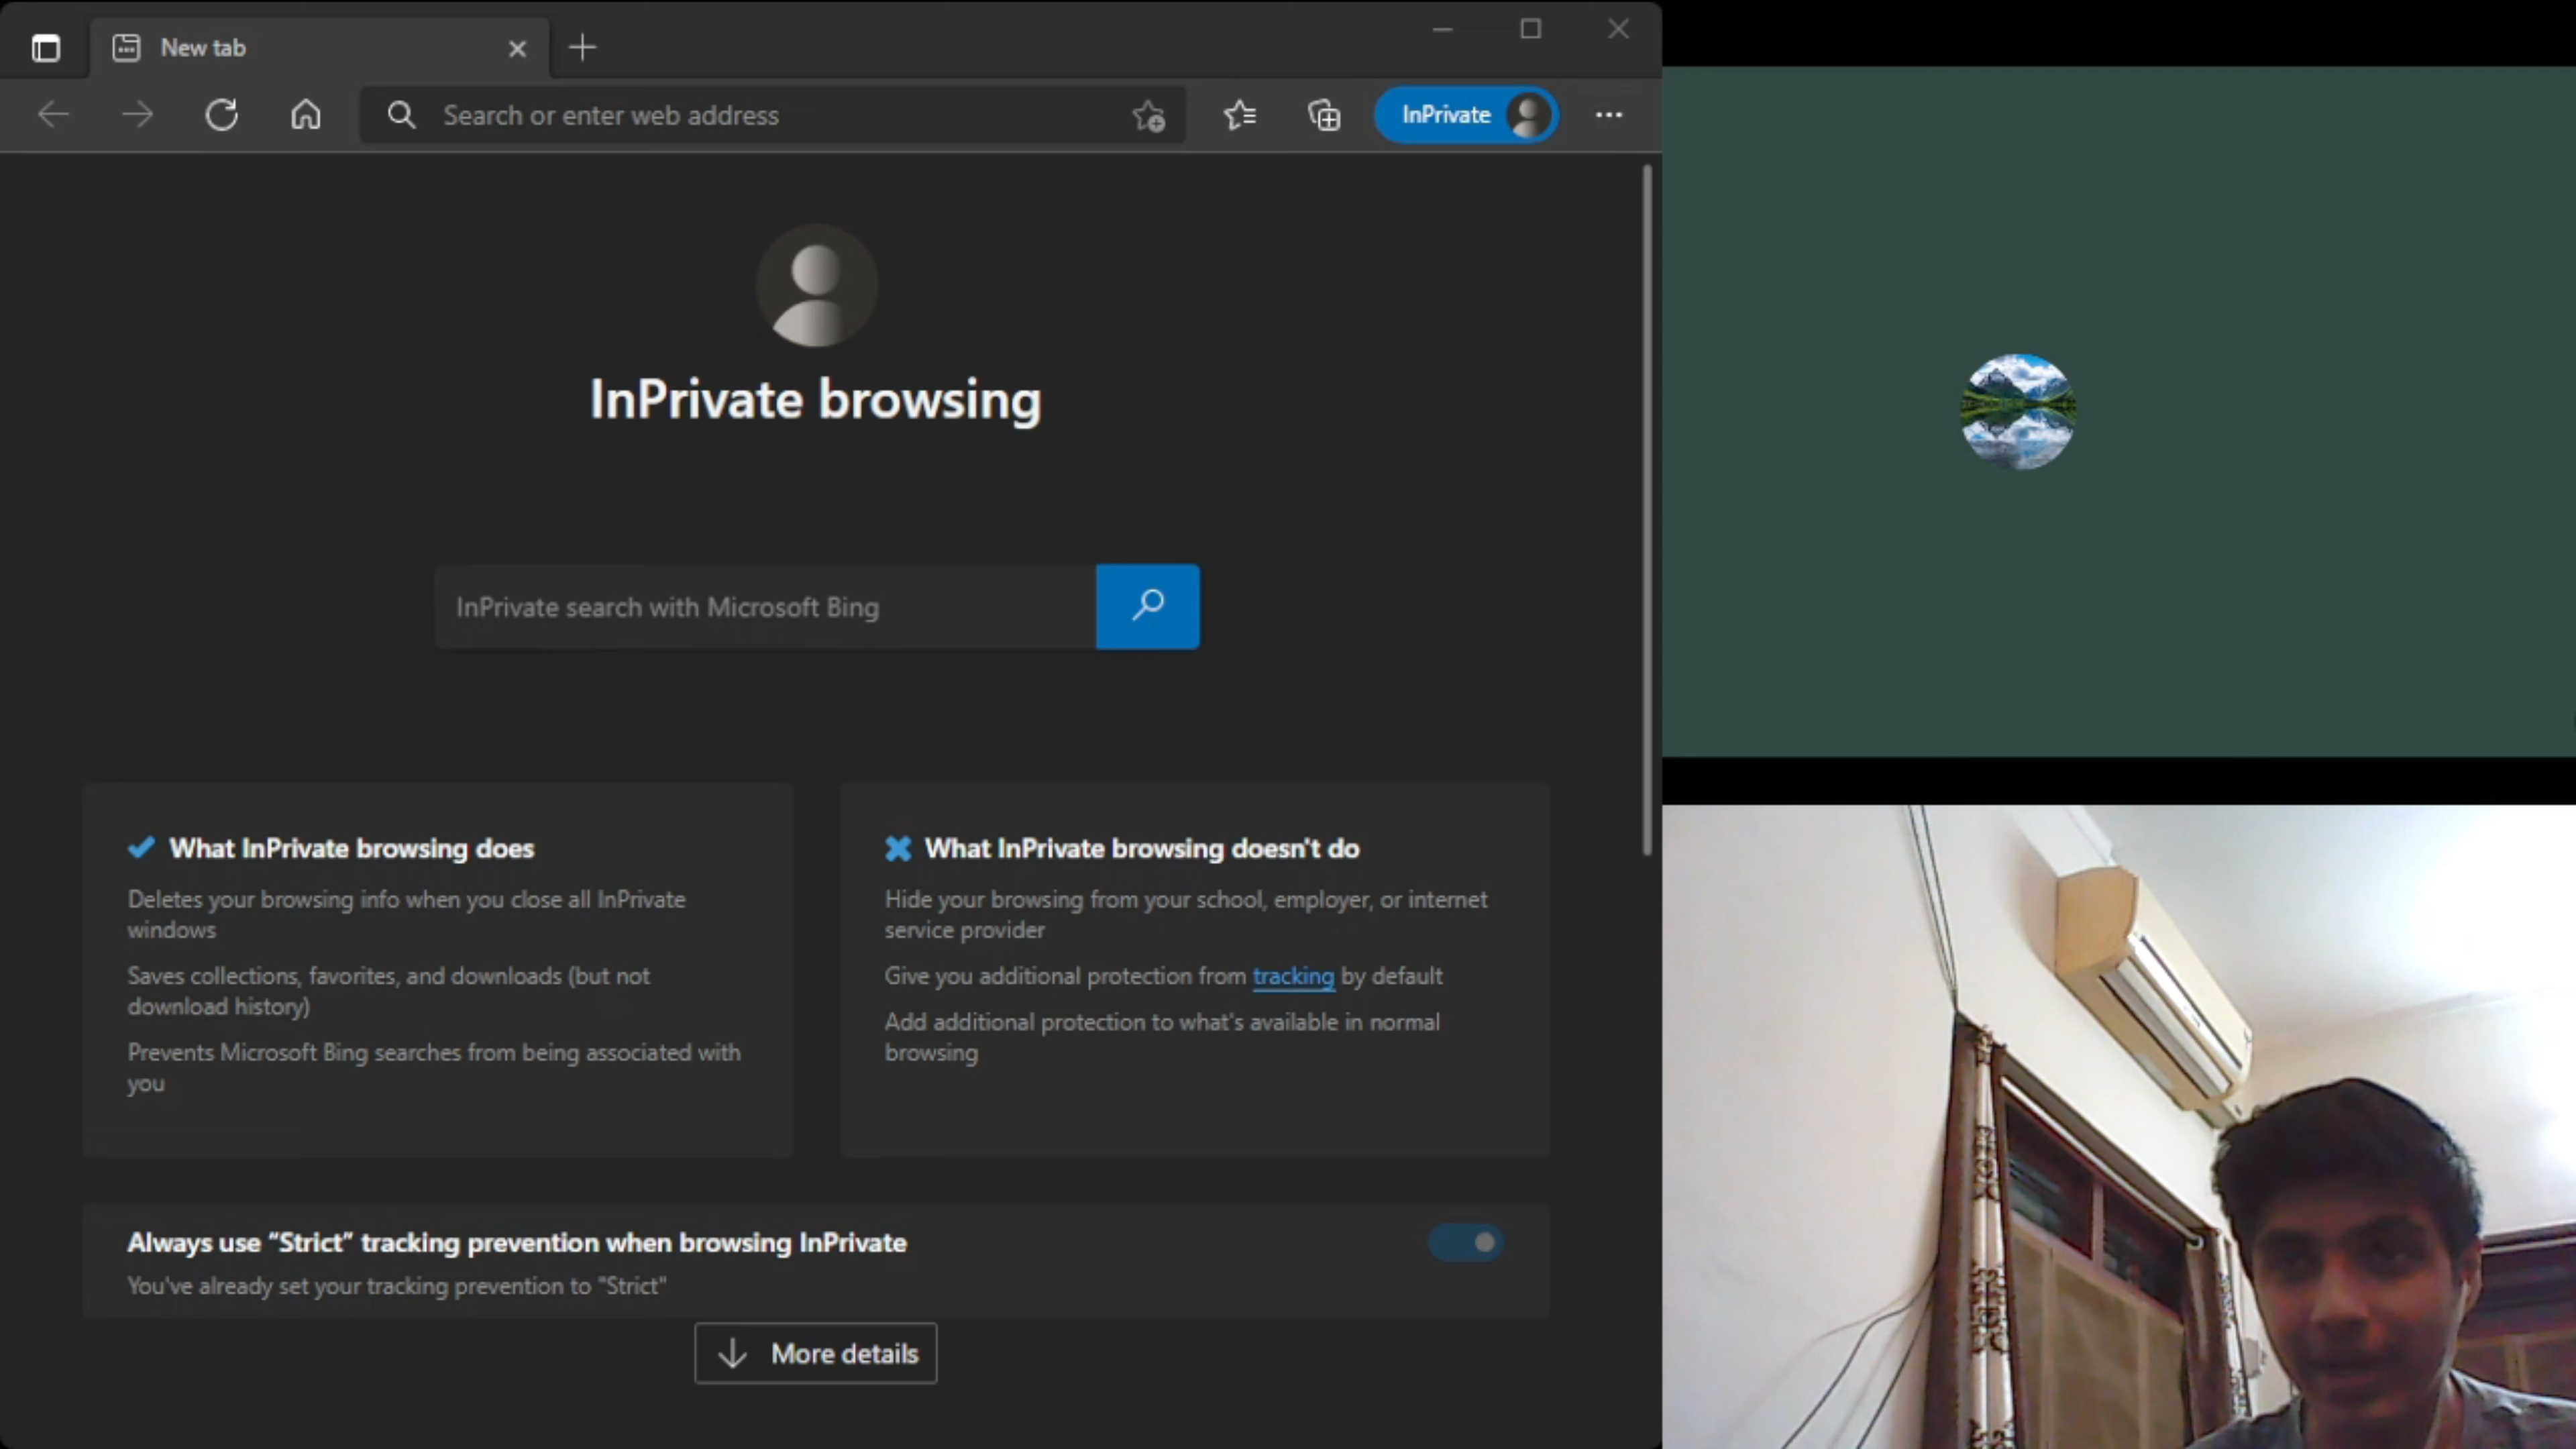 New tab
Search or enter web address
InPrivate
InPrivate browsing
InPrivate search with Microsoft Bing
What InPrivate browsing does
Deletes your browsing info when you close all InPrivate
windows
Saves collections, favorites, and downloads (but not
download history)
Prevents Microsoft Bing searches from being associated with
you
What InPrivate browsing doesn't do
Hide your browsing from your school, employer, or internet
service provider
Give you additional protection from tracking by default
Add additional protection to what's available in normal
browsing
Always use “Strict” tracking prevention when browsing InPrivate
You've already set your tracking prevention to "Strict"
More details